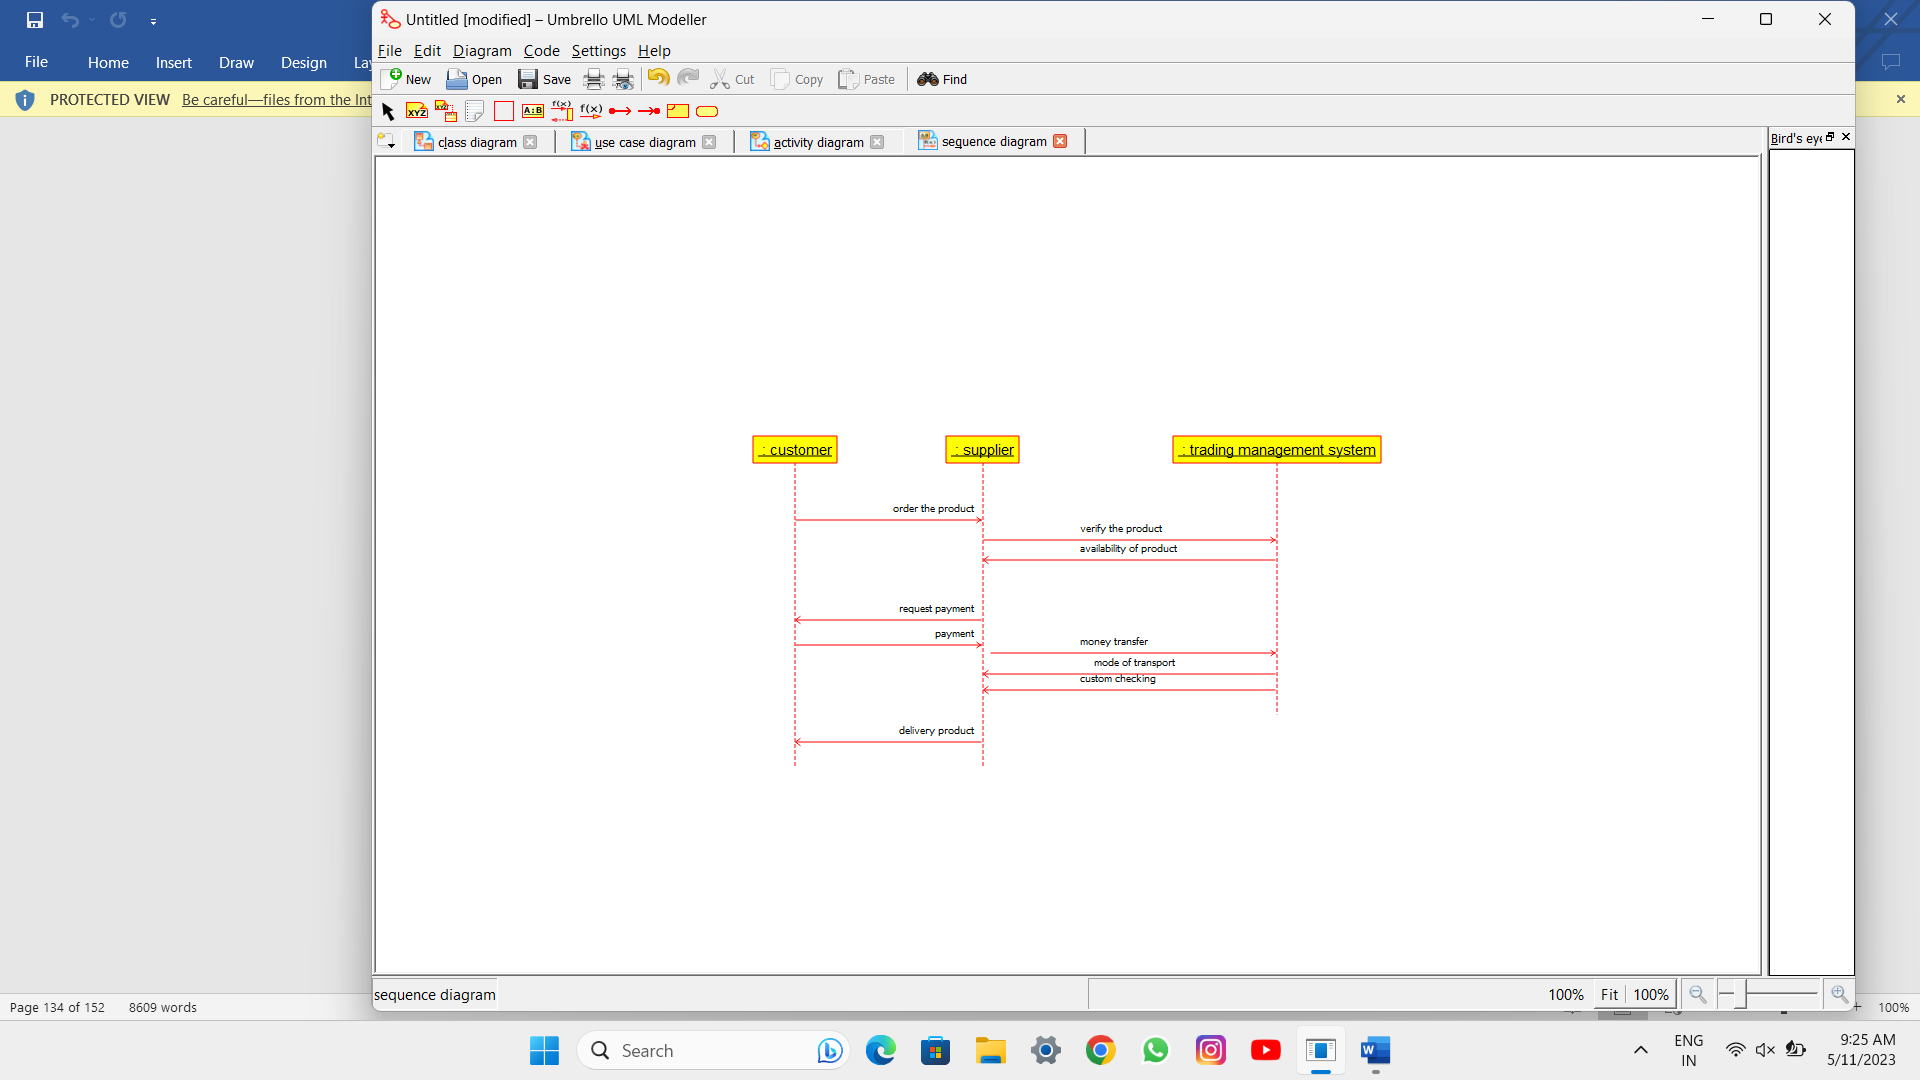 Untitled [modified] – Umbrello UML Modeller
File Home Insert Draw Design
File Edit Diagram Code Settings Help
New Open Save Cut Copy Paste Find
PROTECTED VIEW Be careful—files from the Int
XYZ XYZ A:B f(x) f(x)
class diagram use case diagram activity diagram sequence diagram
Bird's eye
: customer : supplier : trading management system
order the product
verify the product
availability of product
request payment
payment
money transfer
mode of transport
custom checking
delivery product
sequence diagram 100% Fit 100%
Page 134 of 152 8609 words 100%
Search
ENG
IN
9:25 AM
5/11/2023